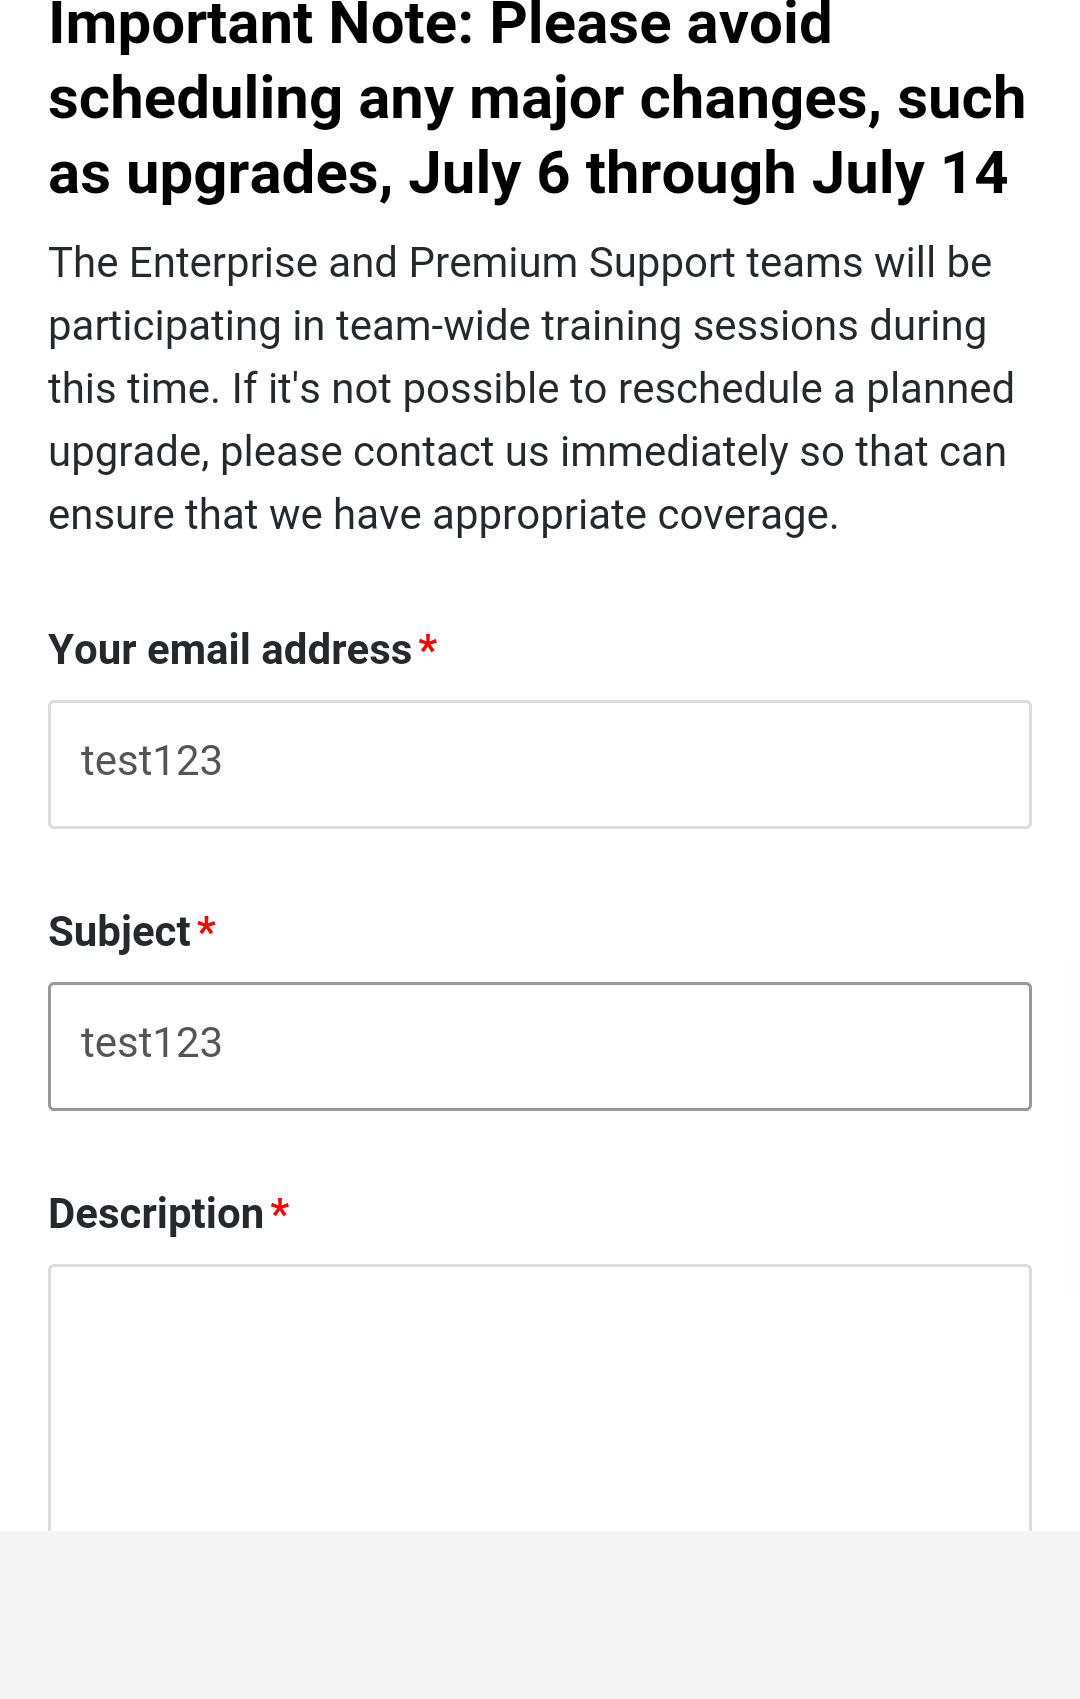 Important Note: Please avoid
scheduling any major changes, such
as upgrades, July 6 through July 14
The Enterprise and Premium Support teams will be
participating in team-wide training sessions during
this time. If it's not possible to reschedule a planned
upgrade, please contact us immediately so that can
ensure that we have appropriate coverage.
Your email address*
test123
Subject*
test123
Description*